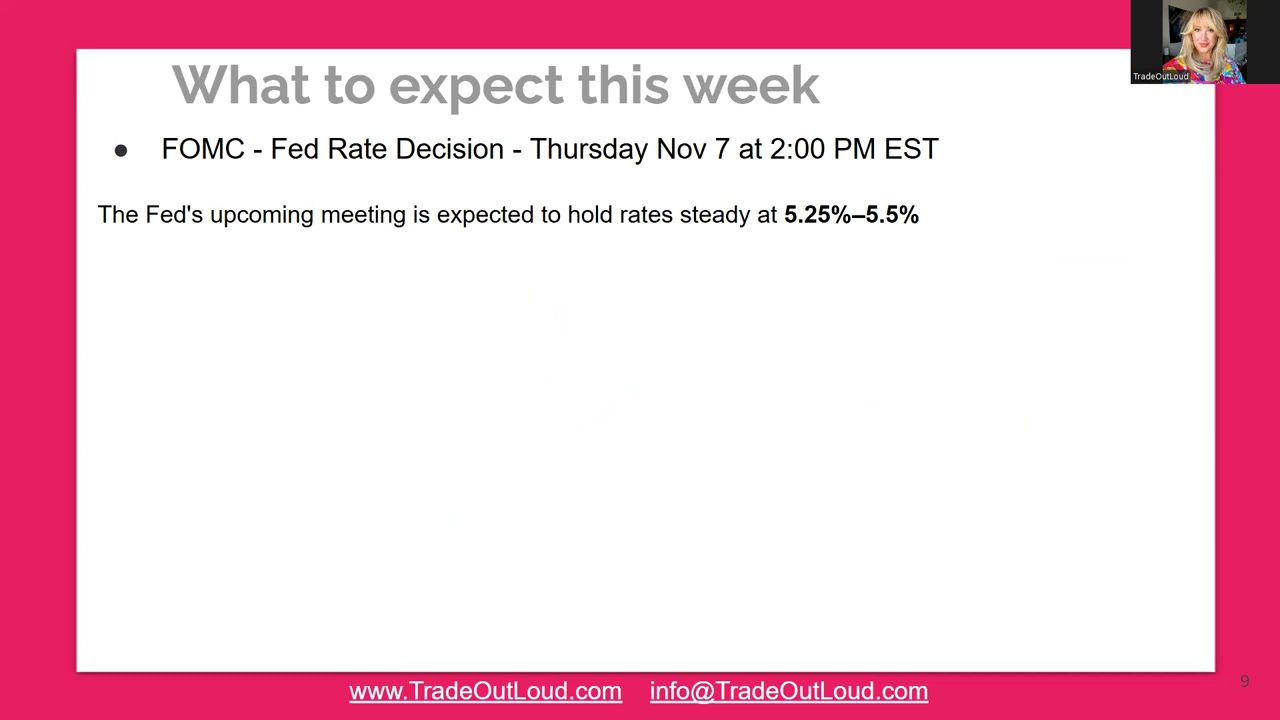 TradeOutLoud
What to expect this week
● FOMC - Fed Rate Decision - Thursday Nov 7 at 2:00 PM EST
The Fed's upcoming meeting is expected to hold rates steady at 5.25%–5.5%
www.TradeOutLoud.com info@TradeOutLoud.com
9